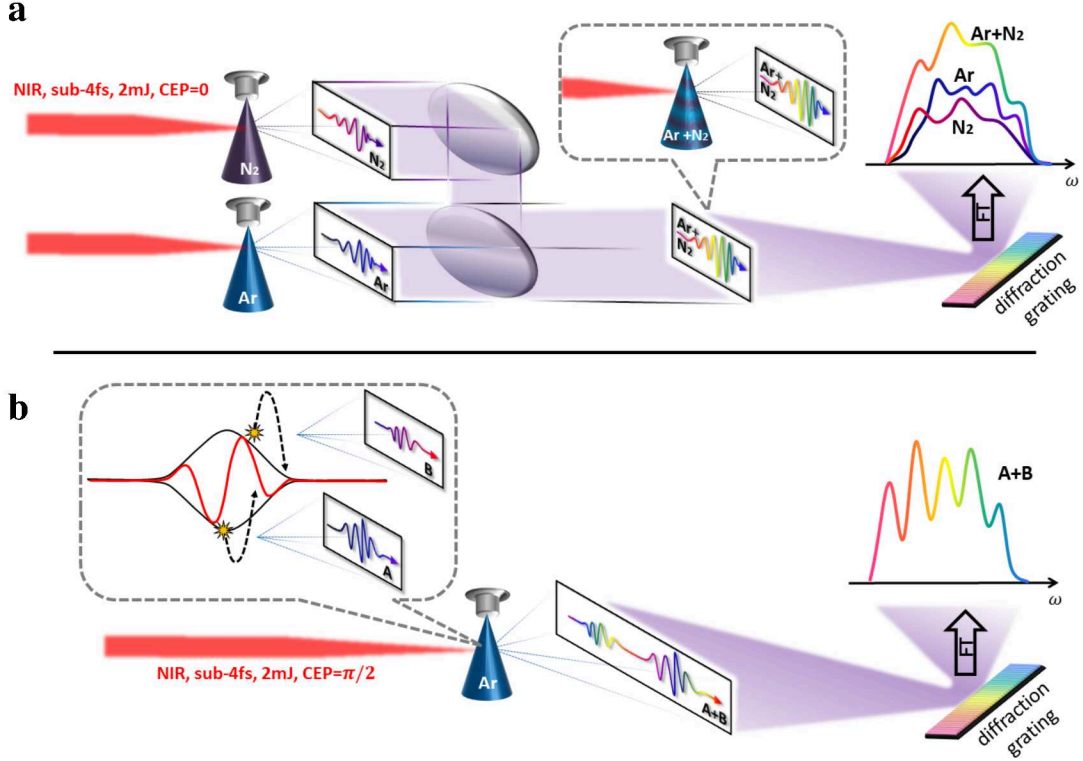 a
NIR, sub-4fs, 2mJ, CEP=0
N₂
N₂
Ar
Ar
Ar+N₂
Ar+
N₂
Ar+
N₂
Ar+N₂
Ar
N₂
ω
FT
diffraction
grating
b
B
A
NIR, sub-4fs, 2mJ, CEP=π/2
Ar
A+B
A+B
ω
FT
diffraction
grating